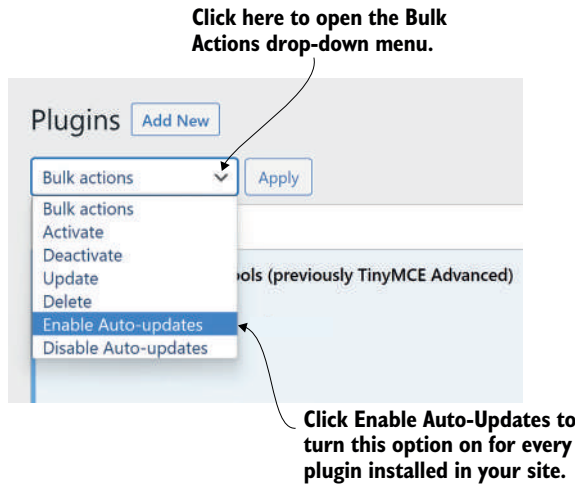 Click here to open the Bulk
Actions drop-down menu.
Plugins Add New
Bulk actions Apply
Bulk actions
Activate
Deactivate
Update
ols (previously TinyMCE Advanced)
Delete
Enable Auto-updates
Disable Auto-updates
Click Enable Auto-Updates to
turn this option on for every
plugin installed in your site.